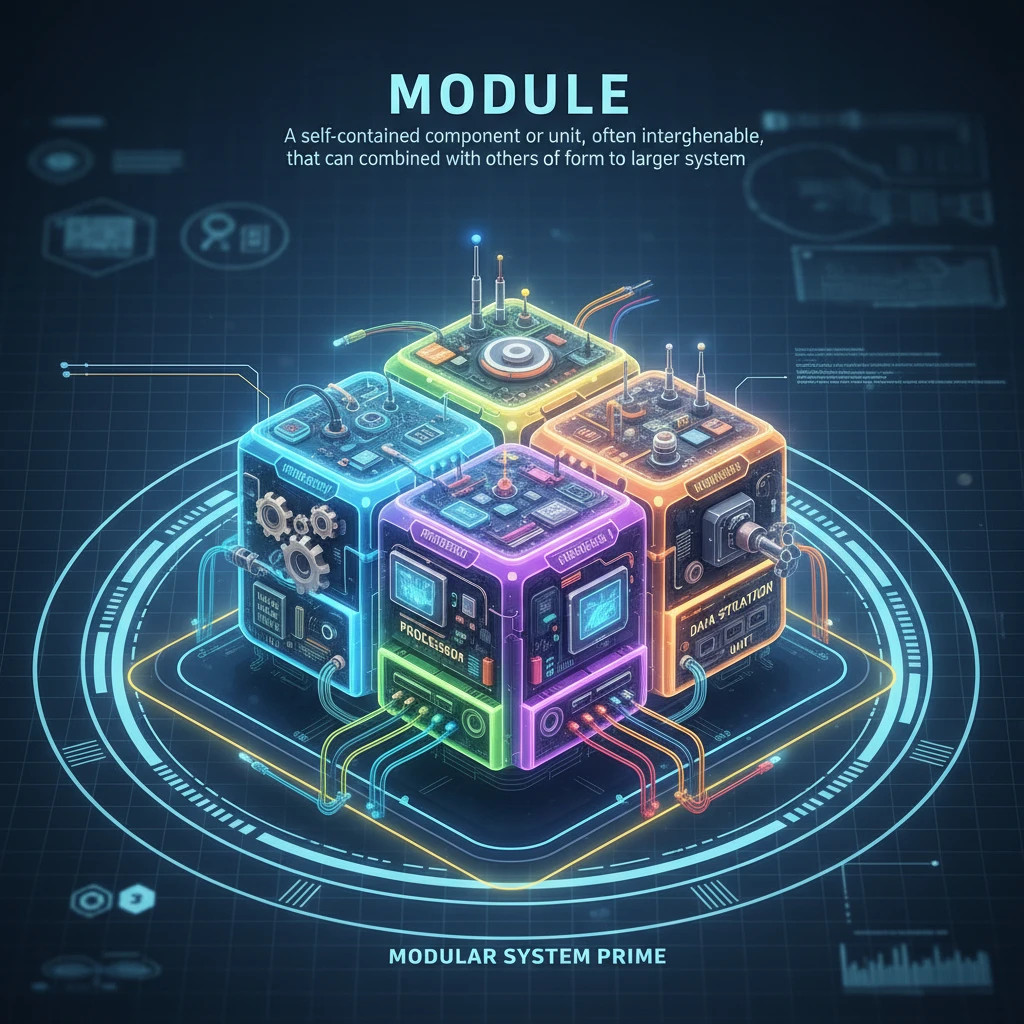 MODULE
A self-contained component or unit, often interghenable,
that can combined with others of form to larger system
PROCESSOR
DATA STRATION
UNIT
MODULAR SYSTEM PRIME